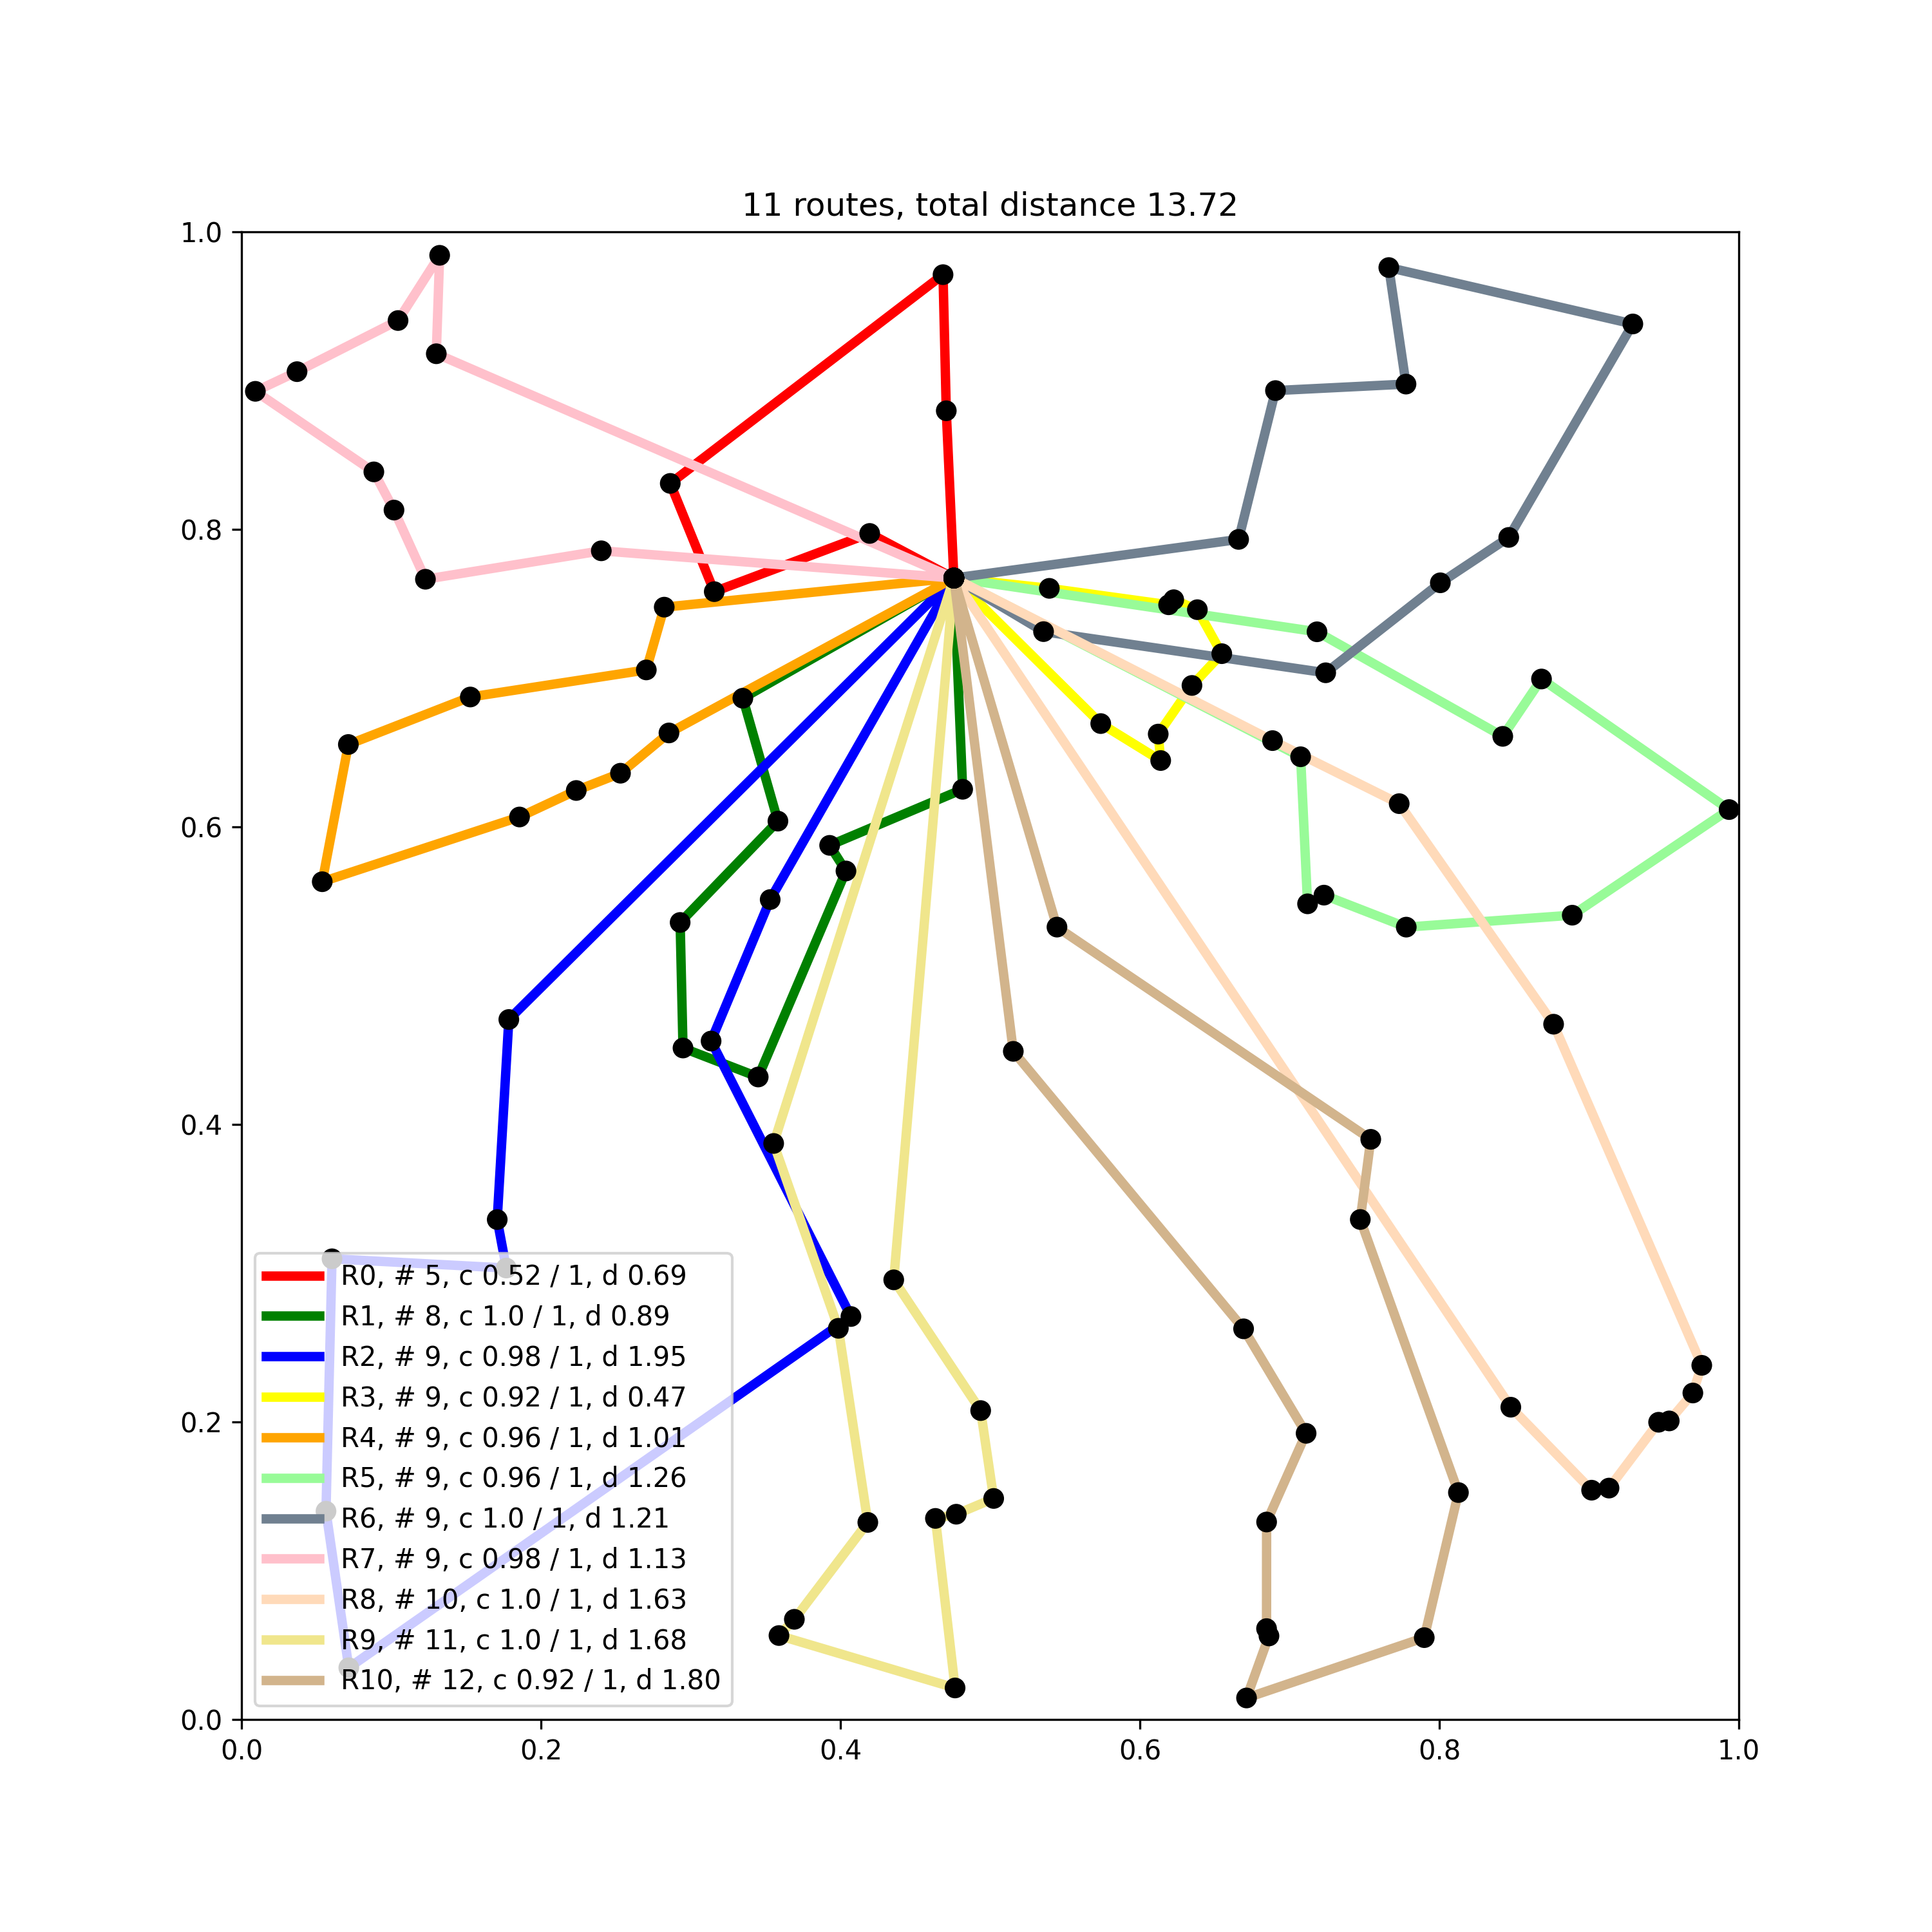 11 routes, total distance 13.72
1.0
0.8
0.6
0.4
0.2
0.0
R0, # 5, c 0.52 / 1, d 0.69
R1, # 8, c 1.0 / 1, d 0.89
R2, # 9, c 0.98 / 1, d 1.95
R3, # 9, c 0.92 / 1, d 0.47
R4, # 9, c 0.96 / 1, d 1.01
R5, # 9, c 0.96 / 1, d 1.26
R6, # 9, c 1.0 / 1, d 1.21
R7, # 9, c 0.98 / 1, d 1.13
R8, # 10, c 1.0 / 1, d 1.63
R9, # 11, c 1.0 / 1, d 1.68
R10, # 12, c 0.92 / 1, d 1.80
0.0 0.2 0.4 0.6 0.8 1.0